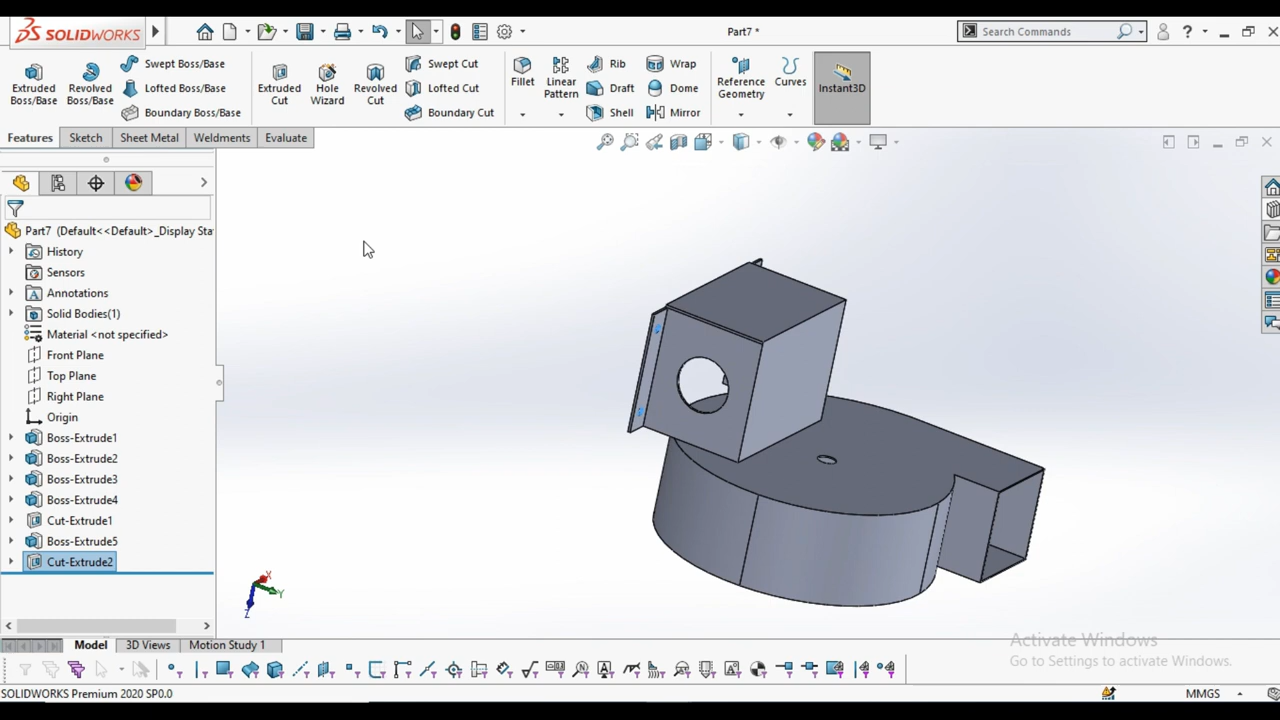 SOLIDWORKS
Part7 *
Search Commands
Extruded Boss/Base
Revolved Boss/Base
Swept Boss/Base
Lofted Boss/Base
Boundary Boss/Base
Extruded Cut
Hole Wizard
Revolved Cut
Swept Cut
Lofted Cut
Boundary Cut
Fillet
Linear Pattern
Rib
Draft
Shell
Wrap
Dome
Mirror
Reference Geometry
Curves
Instant3D
Features
Sketch
Sheet Metal
Weldments
Evaluate
Part7 (Default<<Default>_Display Sta
History
Sensors
Annotations
Solid Bodies(1)
Material <not specified>
Front Plane
Top Plane
Right Plane
Origin
Boss-Extrude1
Boss-Extrude2
Boss-Extrude3
Boss-Extrude4
Cut-Extrude1
Boss-Extrude5
Cut-Extrude2
X
Y
Z
Activate Windows
Go to Settings to activate Windows.
Model
3D Views
Motion Study 1
SOLIDWORKS Premium 2020 SP0.0
MMGS